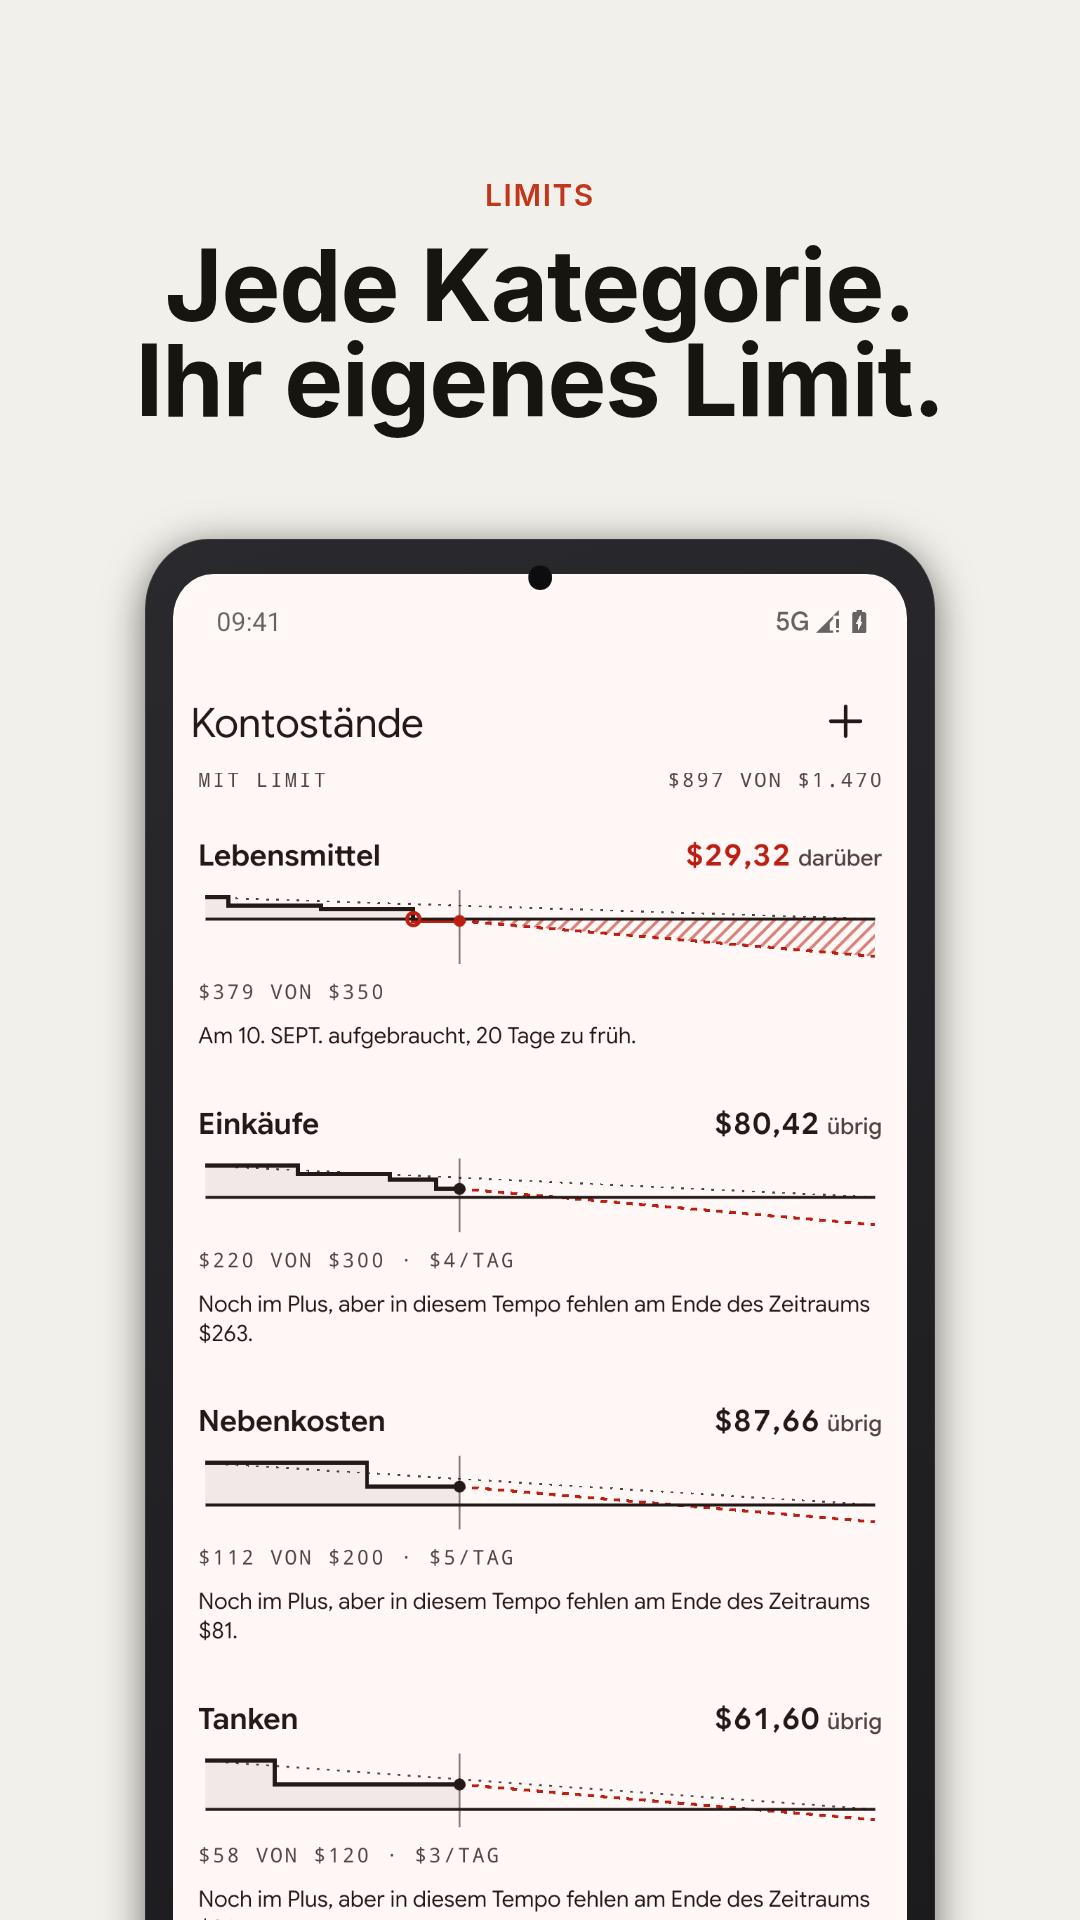 LIMITS
Jede Kategorie.
Ihr eigenes Limit.
09:41
5G
Kontostände
MIT LIMIT
$897 VON $1.470
Lebensmittel
$29,32 darüber
$379 VON $350
Am 10. SEPT. aufgebraucht, 20 Tage zu früh.
Einkäufe
$80,42 übrig
$220 VON $300 · $4/TAG
Noch im Plus, aber in diesem Tempo fehlen am Ende des Zeitraums
$263.
Nebenkosten
$87,66 übrig
$112 VON $200 · $5/TAG
Noch im Plus, aber in diesem Tempo fehlen am Ende des Zeitraums
$81.
Tanken
$61,60 übrig
$58 VON $120 · $3/TAG
Noch im Plus, aber in diesem Tempo fehlen am Ende des Zeitraums